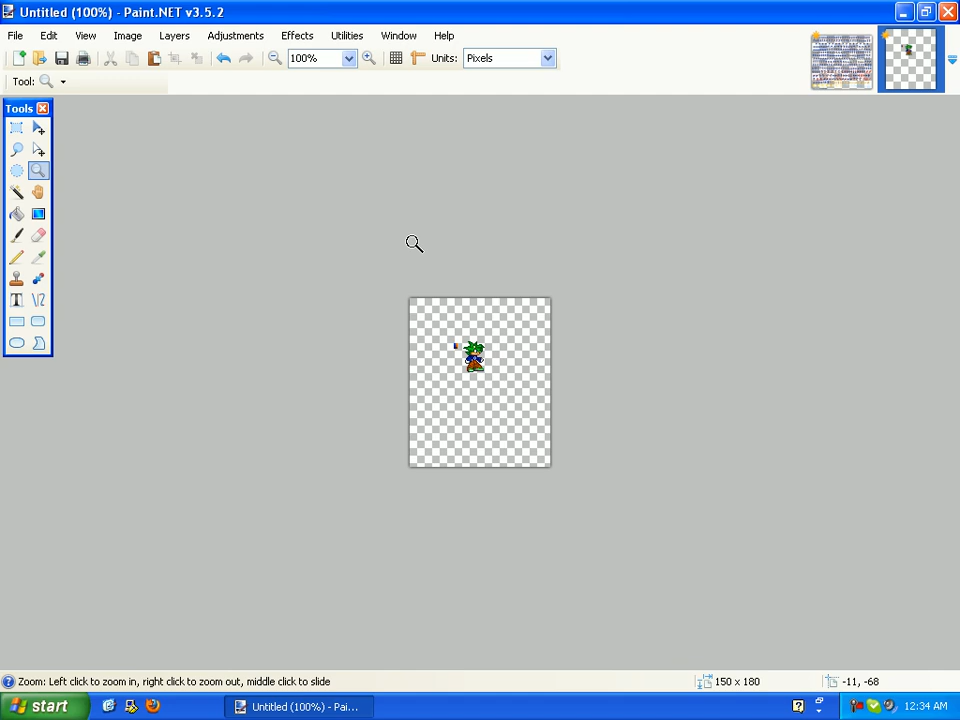 Untitled (100%) - Paint.NET v3.5.2
File Edit View Image Layers Adjustments Effects Utilities Window Help
100% Units: Pixels
Tool:
Tools
Zoom: Left click to zoom in, right click to zoom out, middle click to slide 150 x 180 -11, -68
start Untitled (100%) - Pai... 12:34 AM